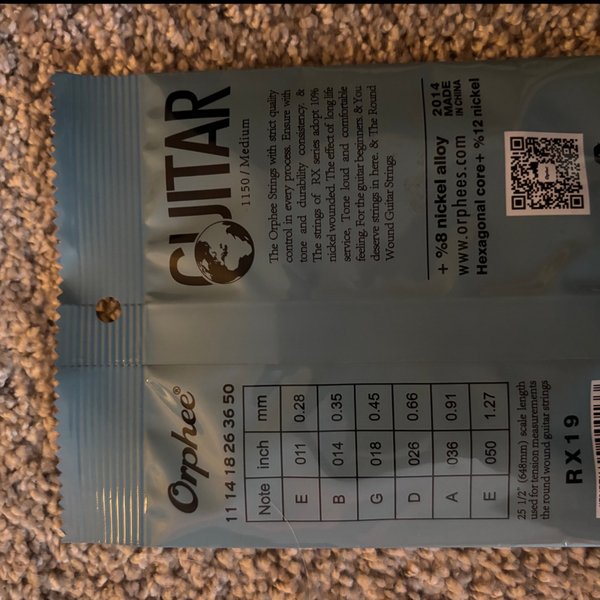 Orphee®
11 14 18 26 36 50
Note inch mm
E 011 0.28
B 014 0.35
G 018 0.45
D 026 0.66
A 036 0.91
E 050 1.27
25 1/2" (648mm) scale length
used for tension measurements
the round wound guitar strings
RX19
GUITAR
1150/Medium
The Orphee Strings with strict quality
control in every process. Ensure with
tone and durability consistency. &
The strings of RX series adopt 10%
nickel wounded. The effect of long life
service, Tone loud and comfortable
feeling. For the guitar beginners. & You
deserve strings in here. & The Round
Wound Guitar Strings
2014
MADE
IN CHINA
+ %8 nickel alloy
www.orphees.com
Hexagonal core+ %12 nickel